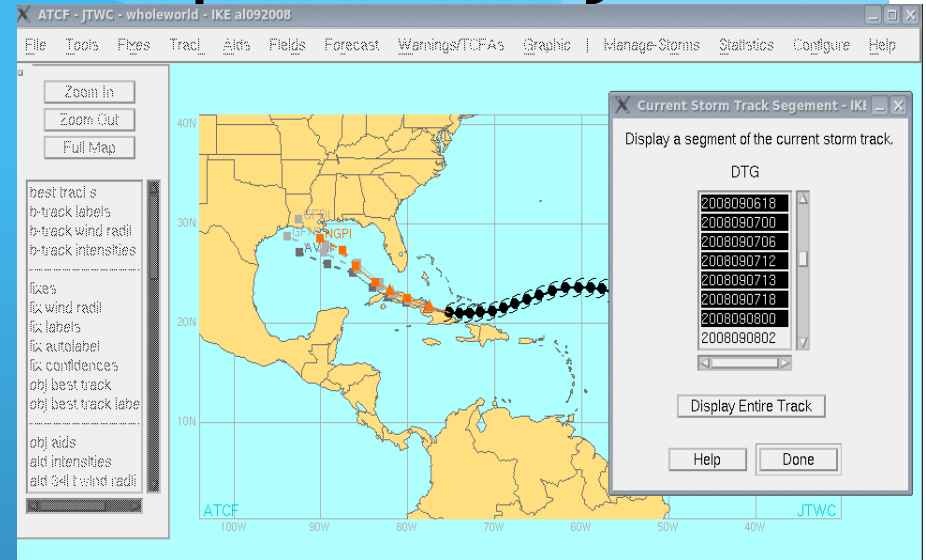 ATCF - JTWC - wholeworld - IKE al092008
File Tools Fixes Track Aids Fields Forecast Warnings/TCFAs Graphic | Manage-Storms Statistics Configure Help
Zoom In
Zoom Out
Full Map
best tracks
b-track labels
b-track wind radii
b-track intensities
fixes
fix wind radii
fix labels
fix autolabel
fix confidences
obj best track
obj best track labe
obj aids
aid intensities
aid 34kt wind radii
40N
30N
20N
10N
100W 90W 80W 70W 60W 50W 40W
ATCF
JTWC
GFDI
NGPI
Current Storm Track Segement - IKE
Display a segment of the current storm track.
DTG
2008090618
2008090700
2008090706
2008090712
2008090713
2008090718
2008090800
2008090802
Display Entire Track
Help Done